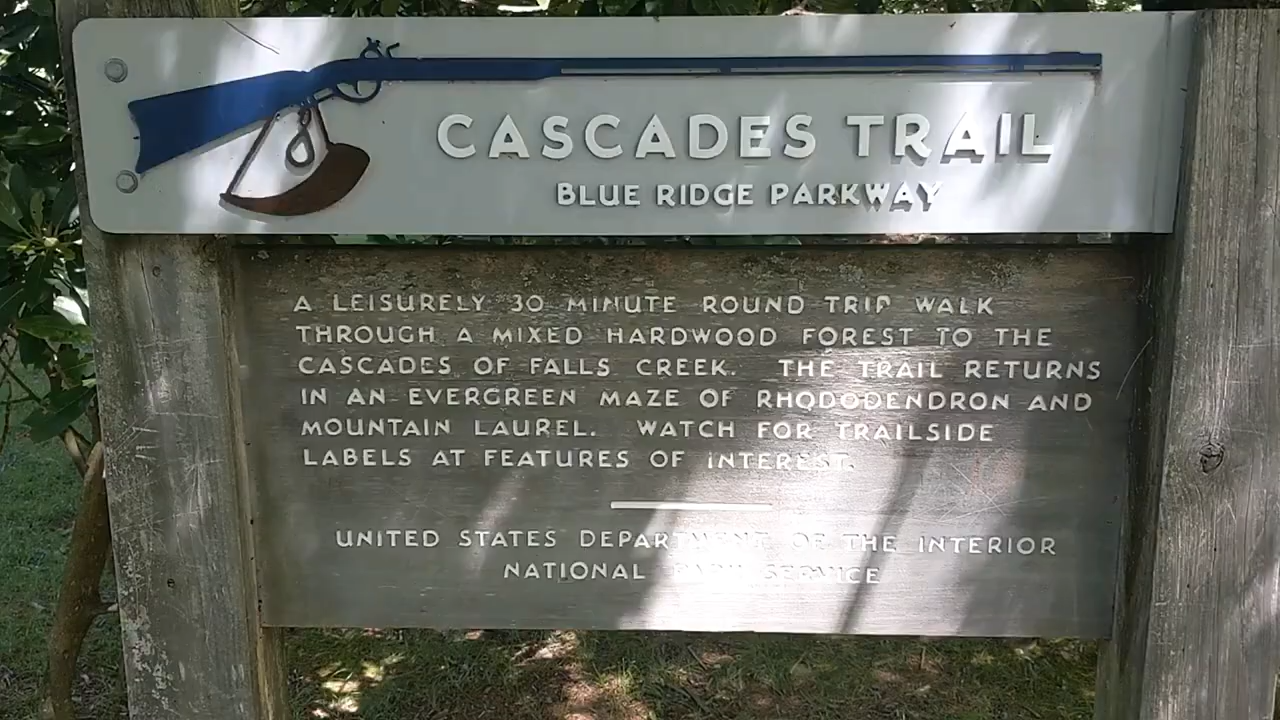 CASCADES TRAIL
BLUE RIDGE PARKWAY
A LEISURELY 30 MINUTE ROUND TRIP WALK
THROUGH A MIXED HARDWOOD FOREST TO THE
CASCADES OF FALLS CREEK. THE TRAIL RETURNS
IN AN EVERGREEN MAZE OF RHODODENDRON AND
MOUNTAIN LAUREL. WATCH FOR TRAILSIDE
LABELS AT FEATURES OF INTEREST.
UNITED STATES DEPARTMENT OF THE INTERIOR
NATIONAL PARK SERVICE